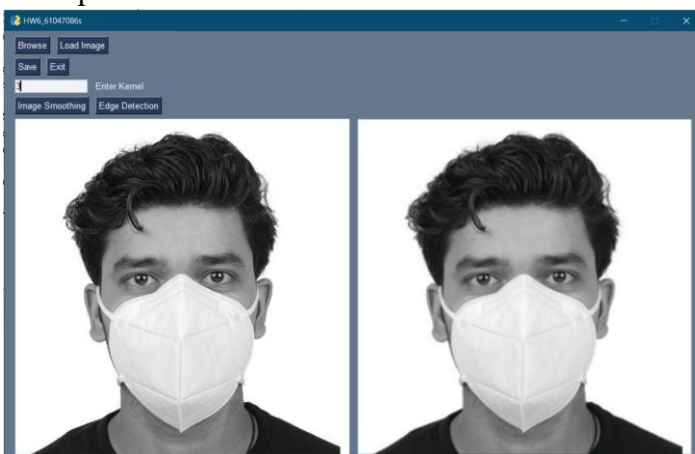 HW6_61047086s
Browse Load Image
Save Exit
3 Enter Kernel
Image Smoothing Edge Detection